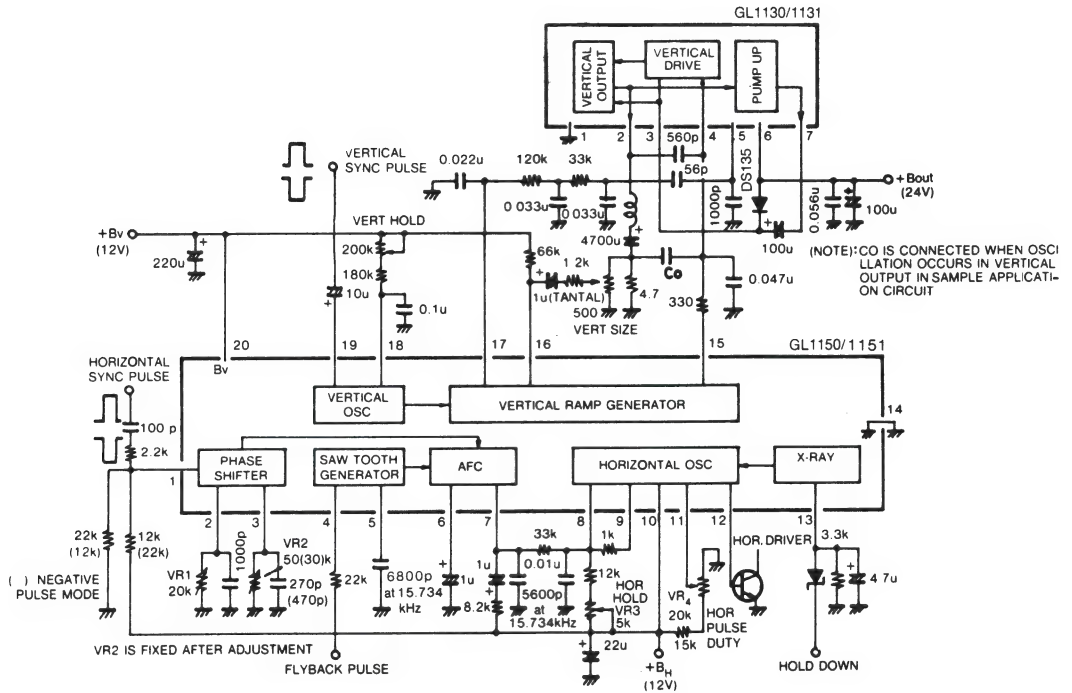 GL1130/1131
VERTICAL OUTPUT
VERTICAL DRIVE
PUMP UP
1
2
3
4
5
6
7
560p
56p
DS135
VERTICAL
SYNC PULSE
0.022u
120k
33k
0 033u
0.033u
1000p
0.056u
100u
+Bout
(24V)
+Bv
(12V)
220u
VERT HOLD
200k
180k
10u
0.1u
66k
1.2k
1u(TANTAL)
500
VERT SIZE
4700u
4.7
Co
330
0.047u
100u
(NOTE):CO IS CONNECTED WHEN OSCI
LLATION OCCURS IN VERTICAL
OUTPUT IN SAMPLE APPLICATI-
ON CIRCUIT
HORIZONTAL
SYNC PULSE
100 p
2.2k
20
Bv
19
18
17
16
15
GL1150/1151
VERTICAL
OSC
VERTICAL RAMP GENERATOR
14
1
PHASE
SHIFTER
SAW TOOTH
GENERATOR
AFC
HORIZONTAL OSC
X-RAY
2
3
4
5
6
7
8
9
10
11
12
13
22k
(12k)
12k
(22k)
( ) NEGATIVE
PULSE MODE
VR1
20k
1000p
VR2
50(30)k
270p
(470p)
22k
6800p
at 15.734
kHz
1u
1u
8.2k
33k
0.01u
5600p
at
15.734kHz
1k
12k
HOR
HOLD
VR3
5k
22u
VR4
20k
15k
HOR
PULSE
DUTY
HOR. DRIVER
3.3k
4.7u
VR2 IS FIXED AFTER ADJUSTMENT
FLYBACK PULSE
+BH
(12V)
HOLD DOWN